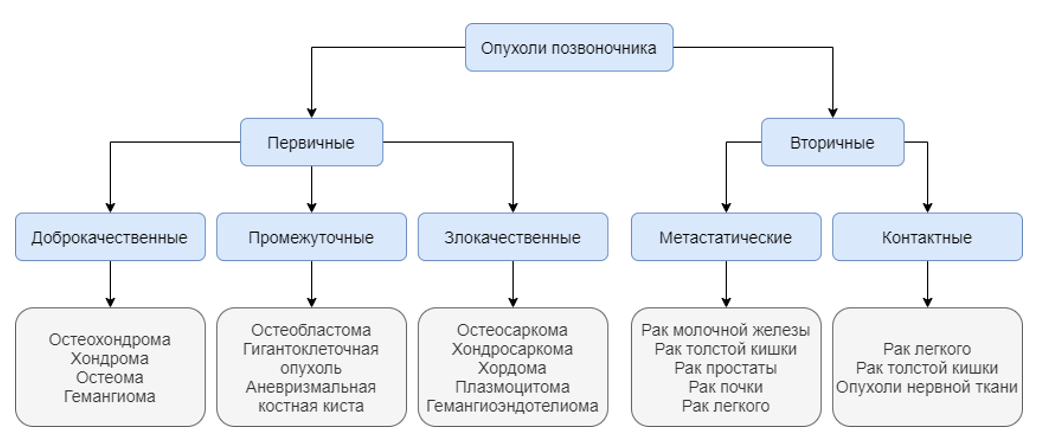 Опухоли позвоночника
Первичные
Вторичные
Доброкачественные
Промежуточные
Злокачественные
Метастатические
Контактные
Остеохондрома
Хондрома
Остеома
Гемангиома
Остеобластома
Гигантоклеточная
опухоль
Аневризмальная
костная киста
Остеосаркома
Хондросаркома
Хордома
Плазмоцитома
Гемангиоэндотелиома
Рак молочной железы
Рак толстой кишки
Рак простаты
Рак почки
Рак легкого
Рак легкого
Рак толстой кишки
Опухоли нервной ткани